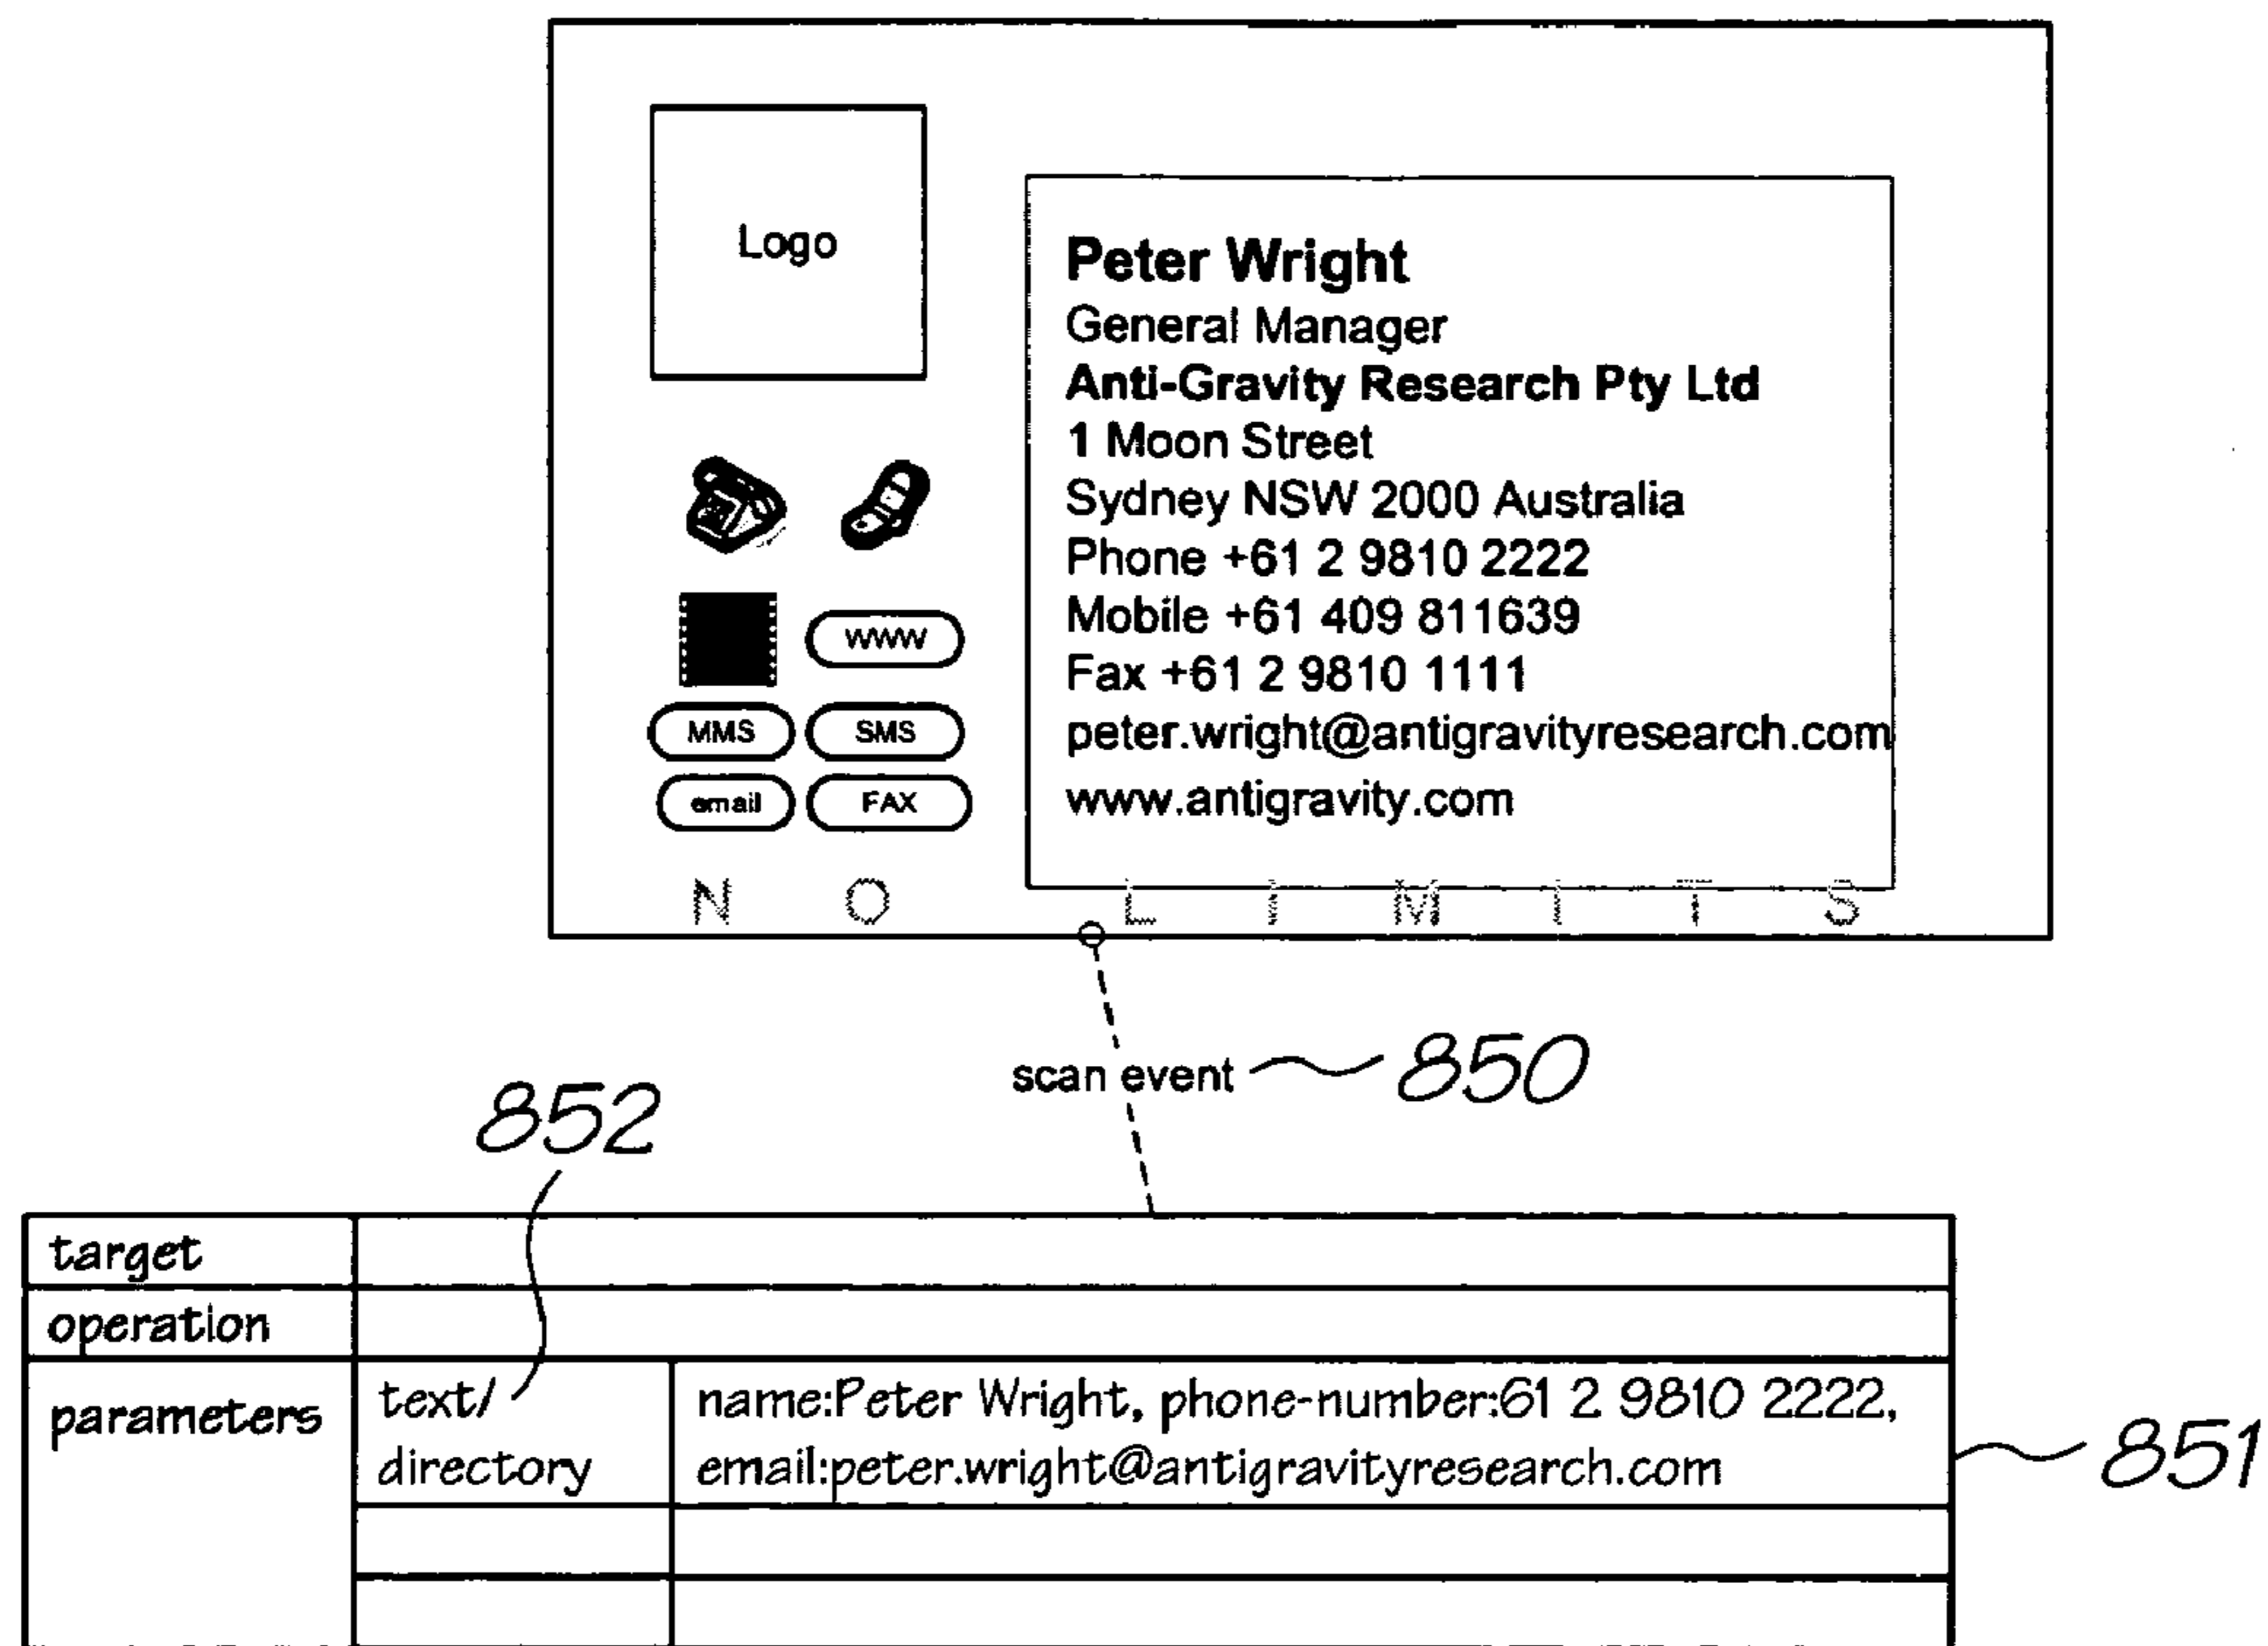 Logo
Peter Wright
General Manager
Anti-Gravity Research Pty Ltd
1 Moon Street
Sydney NSW 2000 Australia
Phone +61 2 9810 2222
Mobile +61 409 811639
Fax +61 2 9810 1111
peter.wright@antigravityresearch.com
www.antigravity.com
WWW
MMS SMS
email FAX
N O L I M I T S
scan event 850
852
target
operation
parameters text/ name:Peter Wright, phone-number:61 2 9810 2222,
directory email:peter.wright@antigravityresearch.com
851